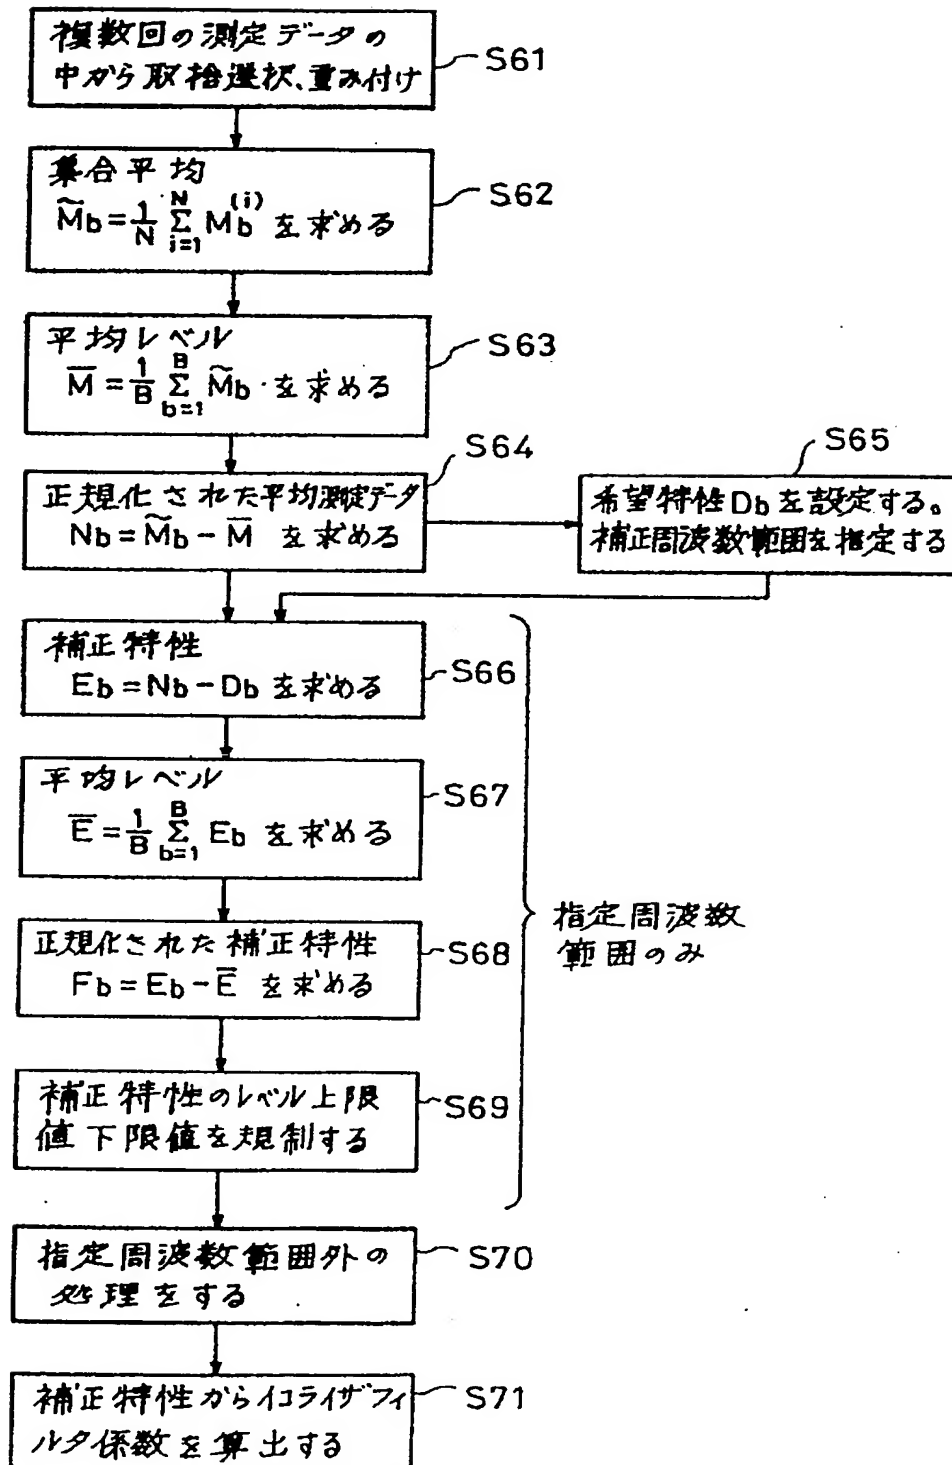 複数回の測定データの
中から取捨選択、重み付け
S61
集合平均
M̃b = 1/N Σ_{i=1}^{N} Mb^(i) を求める
S62
平均レベル
M̅ = 1/B Σ_{b=1}^{B} M̃b を求める
S63
正規化された平均測定データ
Nb = M̃b - M̅ を求める
S64
希望特性Dbを設定する。
補正周波数範囲を指定する
S65
補正特性
Eb = Nb - Db を求める
S66
平均レベル
E̅ = 1/B Σ_{b=1}^{B} Eb を求める
S67
正規化された補正特性
Fb = Eb - E̅ を求める
S68
補正特性のレベル上限
値下限値を規制する
S69
指定周波数
範囲のみ
指定周波数範囲外の
処理をする
S70
補正特性からイコライザフィ
ルタ係数を算出する
S71